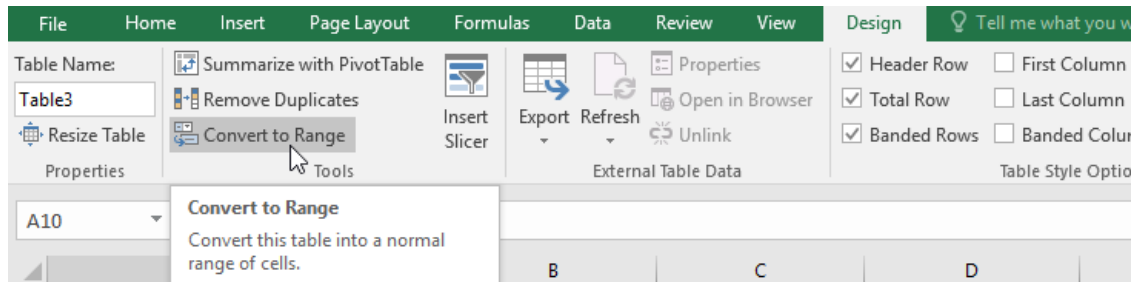 File Home Insert Page Layout Formulas Data Review View Design Tell me what you w
Table Name: Summarize with PivotTable Properties Header Row First Column
Table3 Remove Duplicates Insert Slicer Export Refresh Open in Browser Total Row Last Column
Resize Table Convert to Range Unlink Banded Rows Banded Colu
Properties Tools External Table Data Table Style Optio
A10
Convert to Range
Convert this table into a normal
range of cells.
B C D